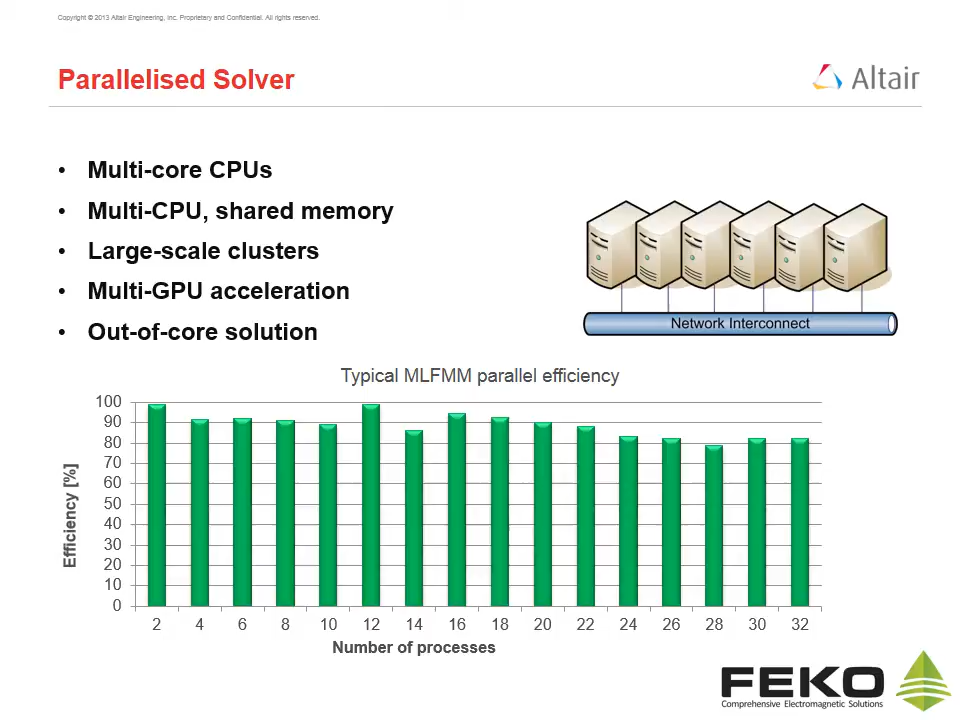 Copyright © 2013 Altair Engineering, Inc. Proprietary and Confidential. All rights reserved.
Parallelised Solver
Altair
• Multi-core CPUs
• Multi-CPU, shared memory
• Large-scale clusters
• Multi-GPU acceleration
• Out-of-core solution
Network Interconnect
Typical MLFMM parallel efficiency
Efficiency [%]
100
90
80
70
60
50
40
30
20
10
0
2 4 6 8 10 12 14 16 18 20 22 24 26 28 30 32
Number of processes
FEKO
Comprehensive Electromagnetic Solutions